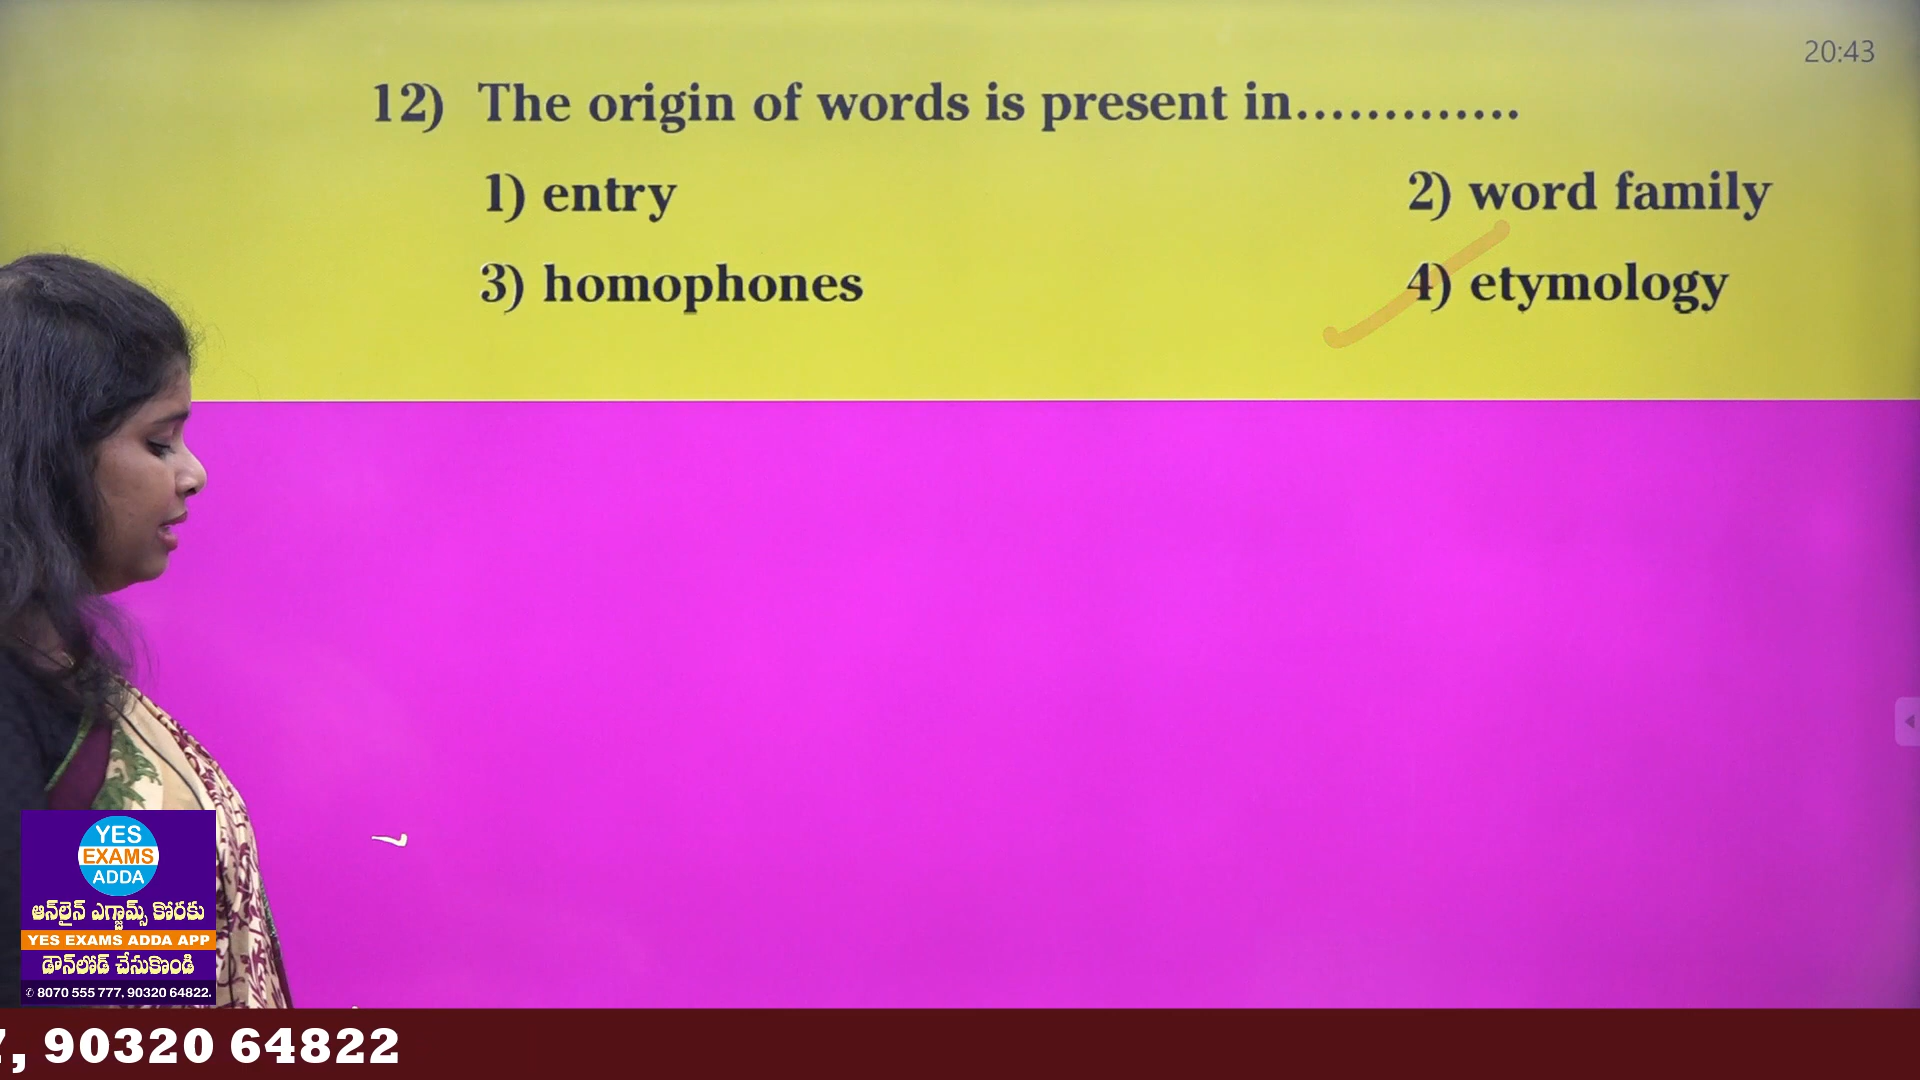 20:43
12) The origin of words is present in.............
1) entry
2) word family
3) homophones
4) etymology
YES
EXAMS
ADDA
ఆన్‌లైన్ ఎగ్జామ్స్ కోరకు
YES EXAMS ADDA APP
డౌన్‌లోడ్ చేసుకొండి
✆ 8070 555 777, 90320 64822.
7, 90320 64822